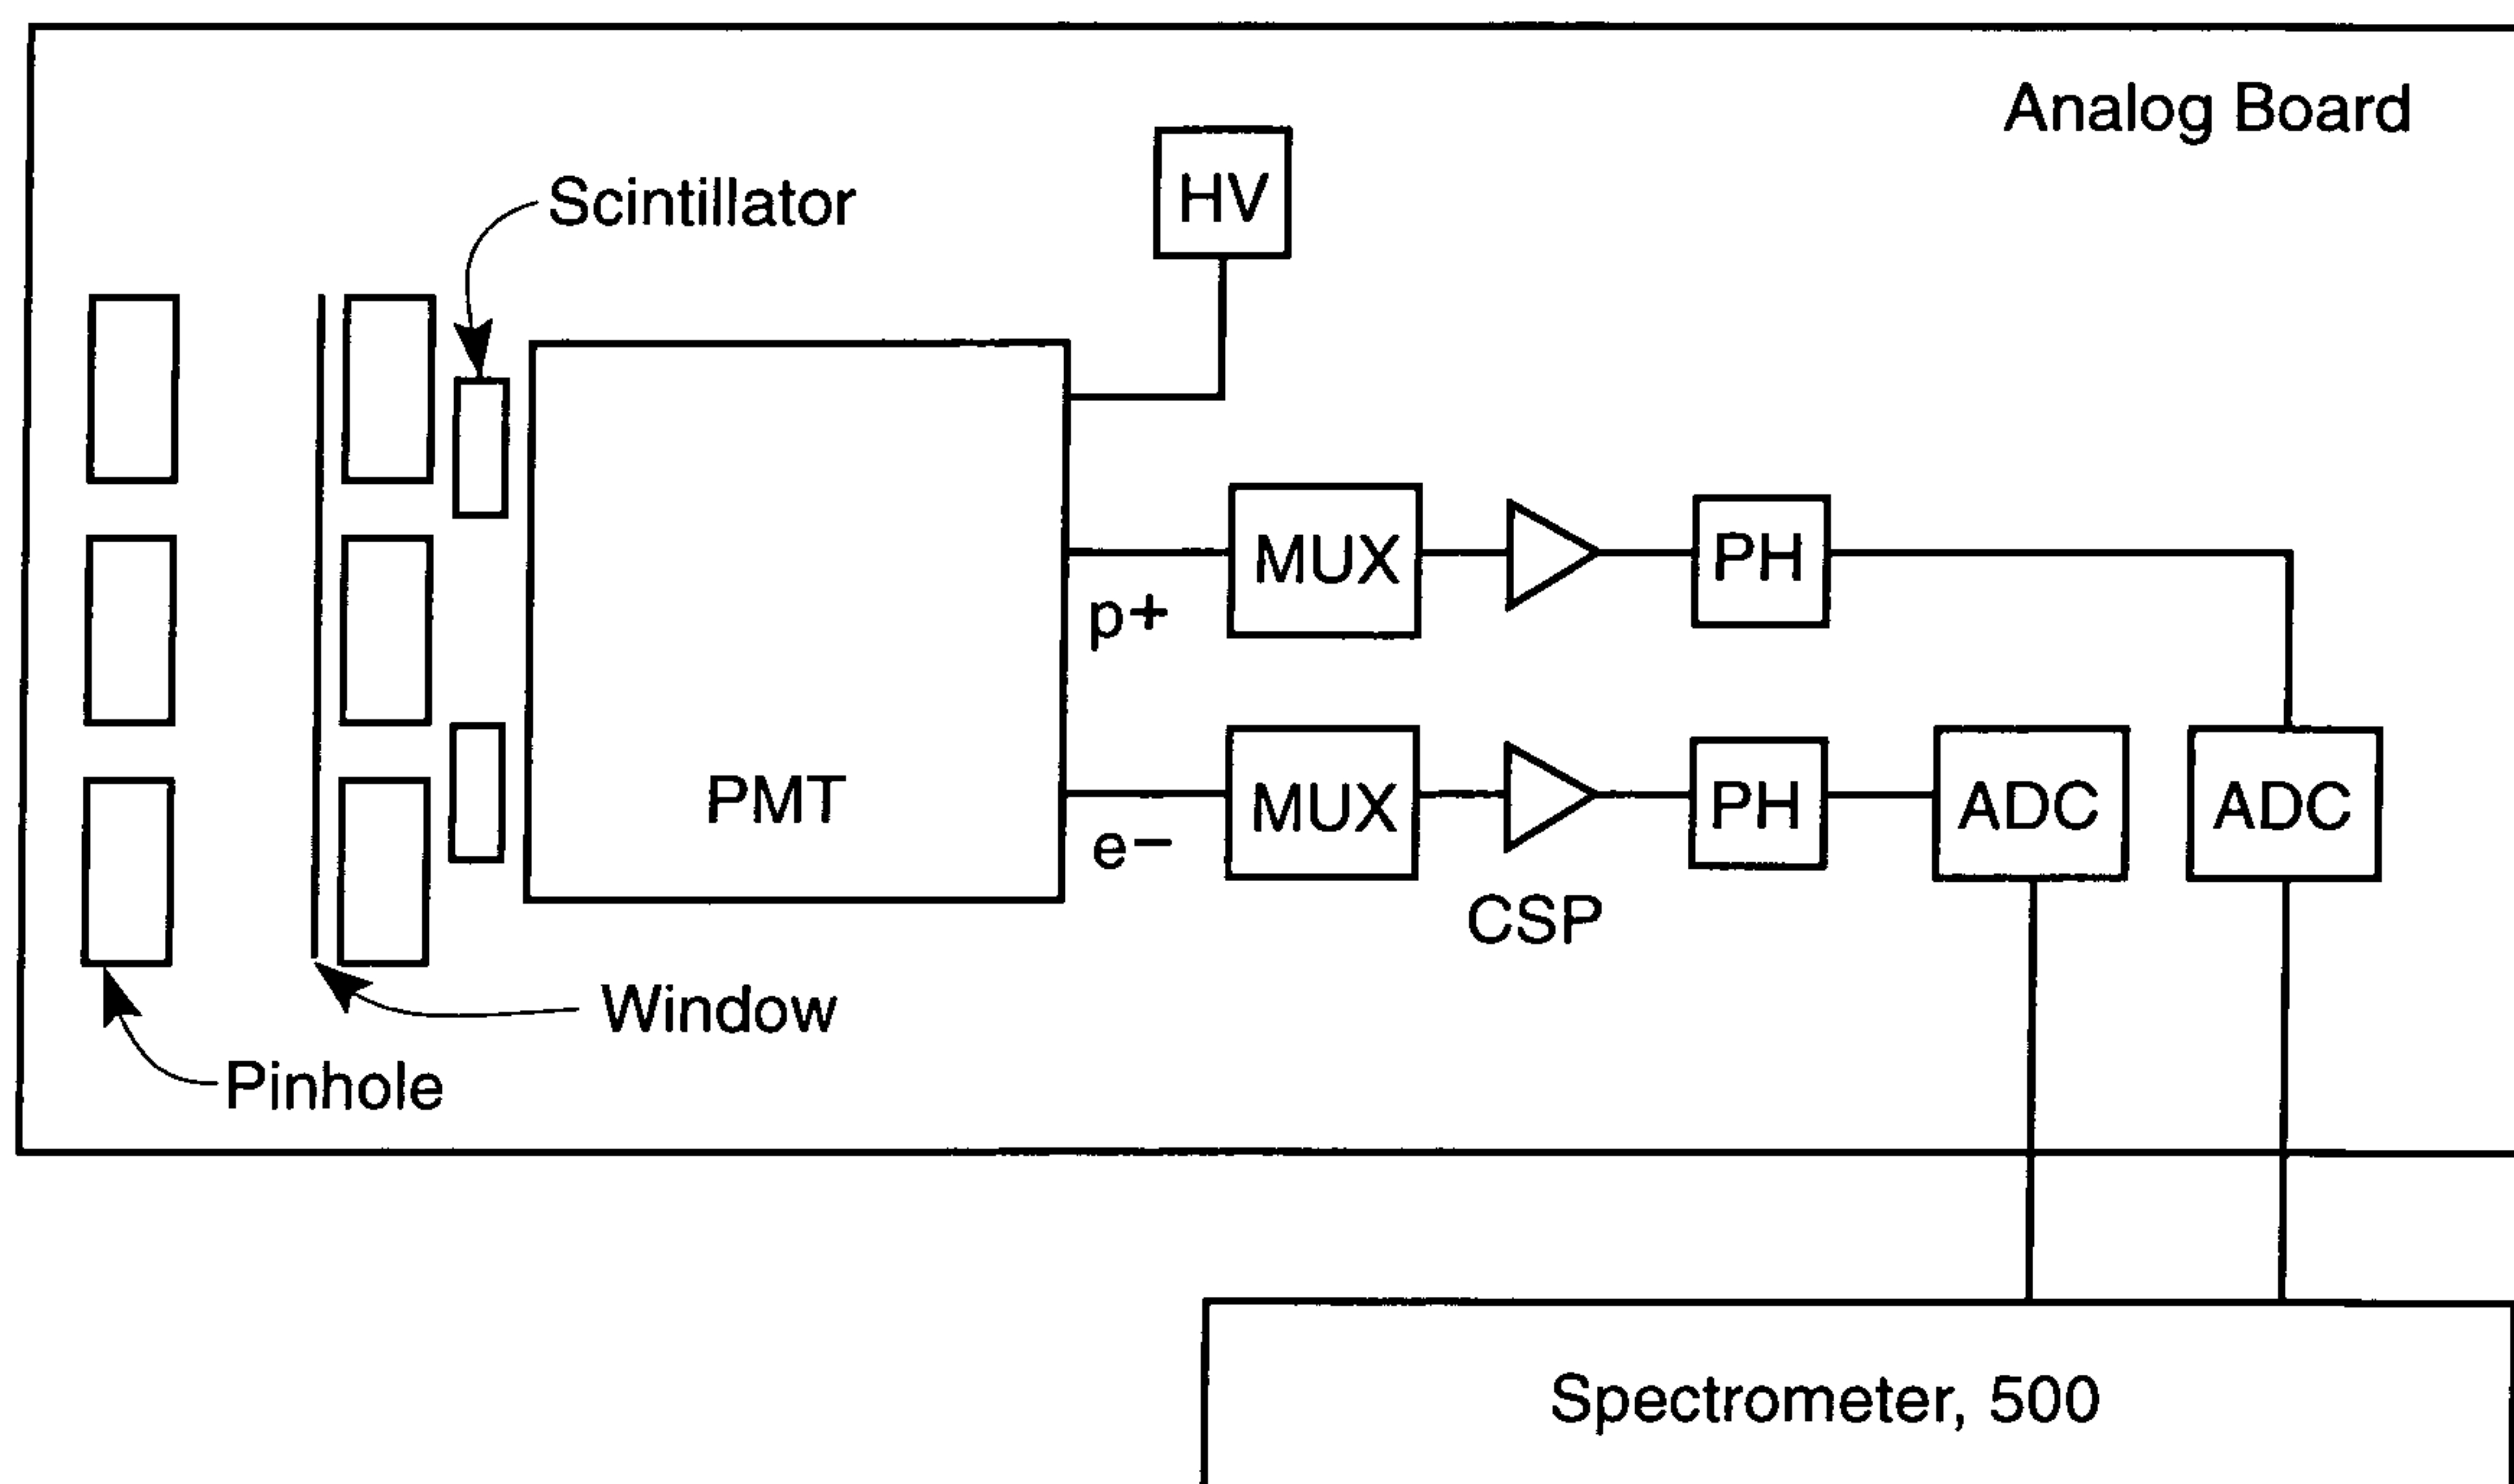 Analog Board
HV
Scintillator
MUX
PH
p+
PMT
MUX
PH
ADC
ADC
e−
CSP
Window
Pinhole
Spectrometer, 500